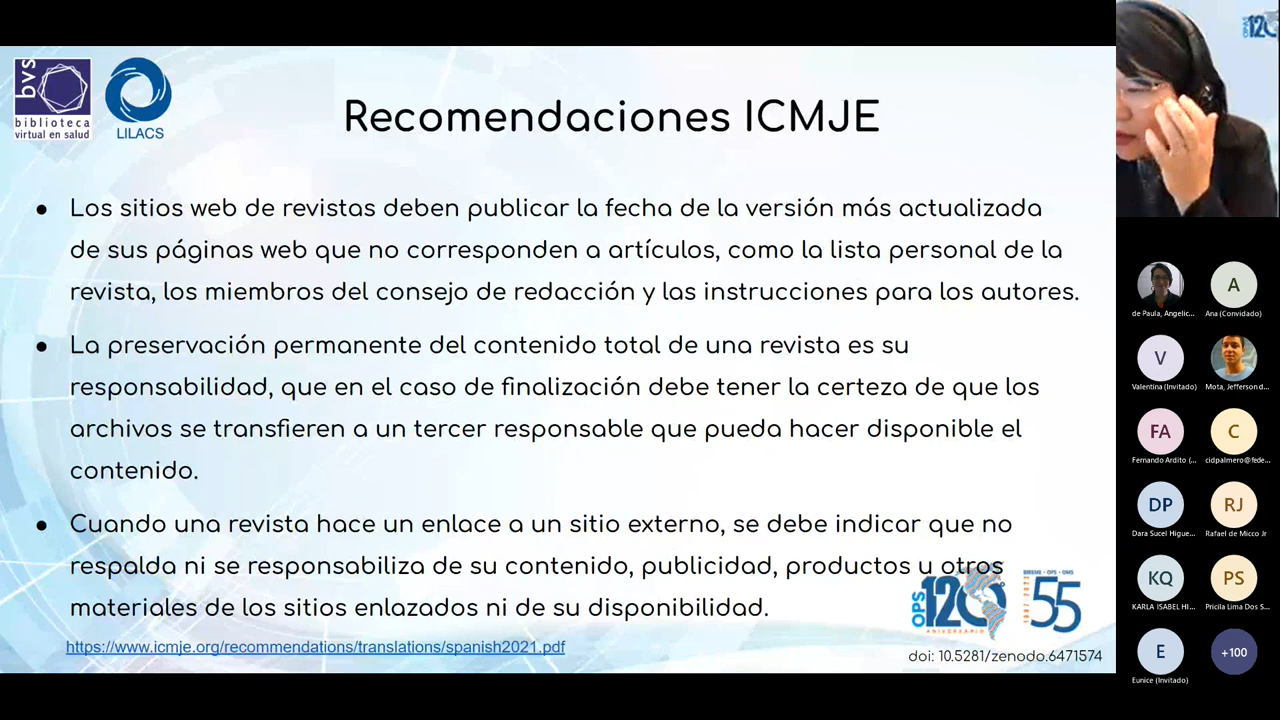 bvs
biblioteca
virtual en salud
LILACS
Recomendaciones ICMJE
● Los sitios web de revistas deben publicar la fecha de la versión más actualizada
de sus páginas web que no corresponden a artículos, como la lista personal de la
revista, los miembros del consejo de redacción y las instrucciones para los autores.
● La preservación permanente del contenido total de una revista es su
responsabilidad, que en el caso de finalización debe tener la certeza de que los
archivos se transfieren a un tercer responsable que pueda hacer disponible el
contenido.
● Cuando una revista hace un enlace a un sitio externo, se debe indicar que no
respalda ni se responsabiliza de su contenido, publicidad, productos u otros
materiales de los sitios enlazados ni de su disponibilidad.
https://www.icmje.org/recommendations/translations/spanish2021.pdf
OPS 120
ANIVERSARIO
BIREME • OPS • OMS
55
doi: 10.5281/zenodo.6471574
120
de Paula, Angelic...
A
Ana (Convidado)
V
Valentina (Invitado)
Mota, Jefferson d...
FA
Fernando Ardito (...
C
cidpalmero@fede...
DP
Dara Sucel Higue...
RJ
Rafael de Micco Jr
KQ
KARLA ISABEL HI...
PS
Pricila Lima Dos S...
E
Eunice (Invitado)
+100